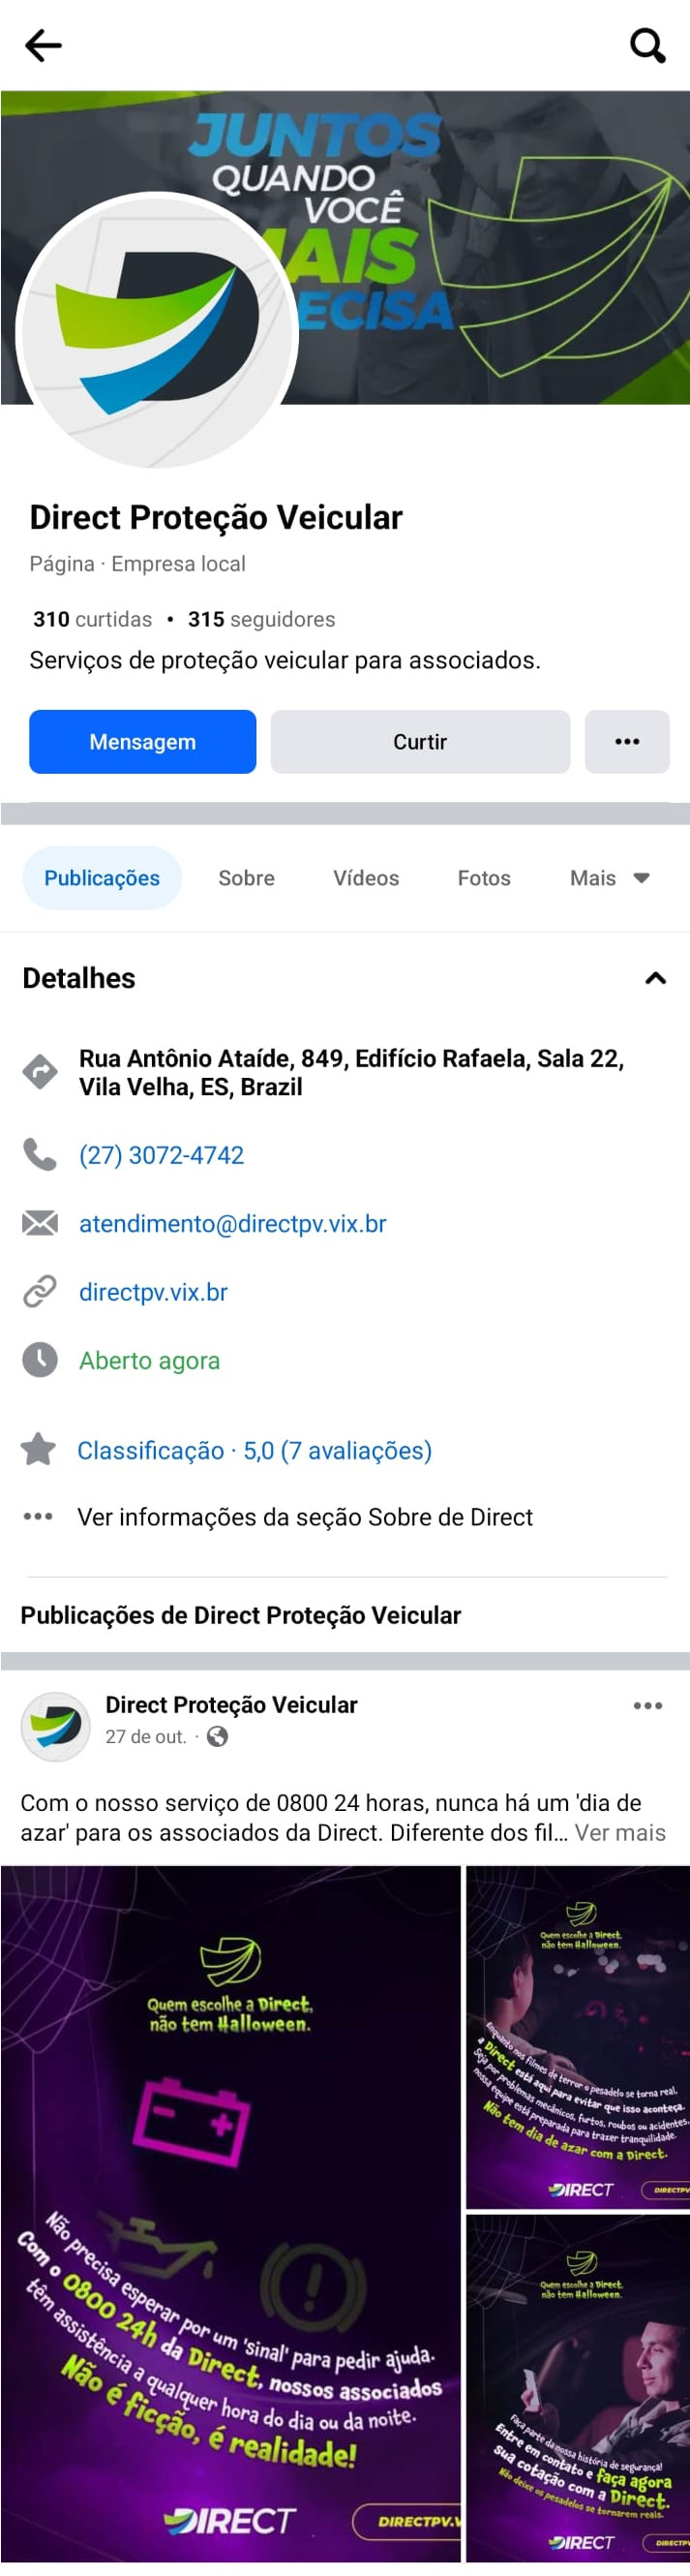 JUNTOS
QUANDO
VOCÊ
AIS
ECISA
Direct Proteção Veicular
Página · Empresa local
310 curtidas • 315 seguidores
Serviços de proteção veicular para associados.
Mensagem
Curtir
Publicações
Sobre
Vídeos
Fotos
Mais
Detalhes
Rua Antônio Ataíde, 849, Edifício Rafaela, Sala 22,
Vila Velha, ES, Brazil
(27) 3072-4742
atendimento@directpv.vix.br
directpv.vix.br
Aberto agora
Classificação · 5,0 (7 avaliações)
Ver informações da seção Sobre de Direct
Publicações de Direct Proteção Veicular
Direct Proteção Veicular
27 de out. ·
Com o nosso serviço de 0800 24 horas, nunca há um 'dia de
azar' para os associados da Direct. Diferente dos fil... Ver mais
Quem escolhe a Direct,
não tem Halloween.
Não precisa esperar por um 'sinal' para pedir ajuda.
Com o 0800 24h da Direct, nossos associados
têm assistência a qualquer hora do dia ou da noite.
Não é ficção, é realidade!
DIRECT
DIRECTPV.V
Quem escolhe a Direct,
não tem Halloween.
Enquanto nos filmes de terror o pesadelo se torna real,
a Direct está aqui para evitar que isso aconteça.
Seja por problemas mecânicos, furtos, roubos ou acidentes,
nossa equipe está preparada para trazer tranquilidade.
Não tem dia de azar com a Direct.
DIRECT
DIRECTPV
Quem escolhe a Direct,
não tem Halloween.
Faça parte da nossa história de segurança!
Entre em contato e faça agora
sua cotação com a Direct.
Não deixe os pesadelos se tornarem reais.
DIRECT
DIRECTPV